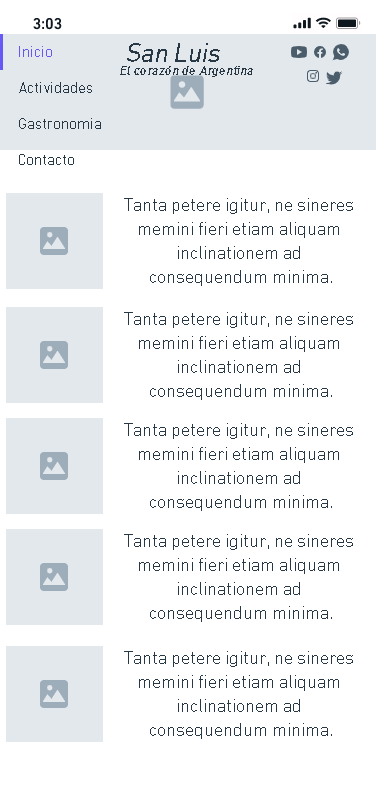 3:03
Inicio
San Luis
El corazón de Argentina
Actividades
Gastronomia
Contacto
Tanta petere igitur, ne sineres
memini fieri etiam aliquam
inclinationem ad
consequendum minima.
Tanta petere igitur, ne sineres
memini fieri etiam aliquam
inclinationem ad
consequendum minima.
Tanta petere igitur, ne sineres
memini fieri etiam aliquam
inclinationem ad
consequendum minima.
Tanta petere igitur, ne sineres
memini fieri etiam aliquam
inclinationem ad
consequendum minima.
Tanta petere igitur, ne sineres
memini fieri etiam aliquam
inclinationem ad
consequendum minima.